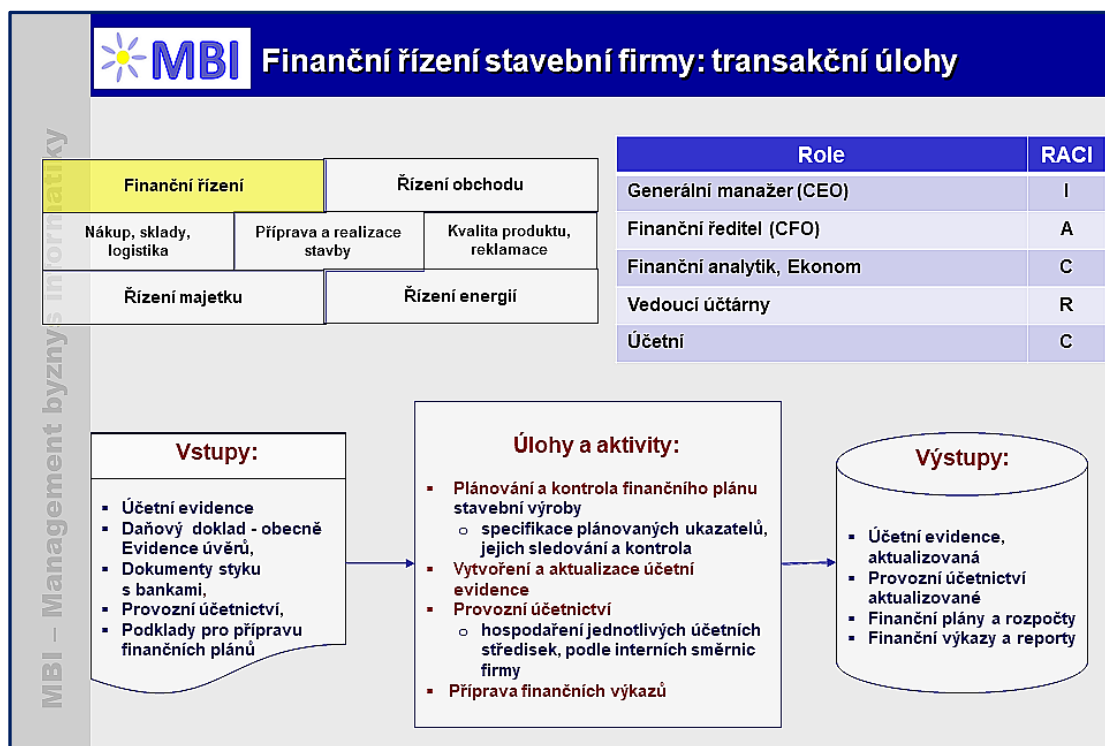 MBI
Finanční řízení stavební firmy: transakční úlohy
MBI – Management byznys informatiky
Finanční řízení
Řízení obchodu
Nákup, sklady,
logistika
Příprava a realizace
stavby
Kvalita produktu,
reklamace
Řízení majetku
Řízení energií
Role RACI
Generální manažer (CEO) I
Finanční ředitel (CFO) A
Finanční analytik, Ekonom C
Vedoucí účtárny R
Účetní C
Vstupy:
▪ Účetní evidence
▪ Daňový doklad - obecně
Evidence úvěrů,
▪ Dokumenty styku
s bankami,
▪ Provozní účetnictví,
▪ Podklady pro přípravu
finančních plánů
Úlohy a aktivity:
▪ Plánování a kontrola finančního plánu
stavební výroby
o specifikace plánovaných ukazatelů,
jejich sledování a kontrola
▪ Vytvoření a aktualizace účetní
evidence
▪ Provozní účetnictví
o hospodaření jednotlivých účetních
středisek, podle interních směrnic
firmy
▪ Příprava finančních výkazů
Výstupy:
▪ Účetní evidence,
aktualizovaná
▪ Provozní účetnictví
aktualizované
▪ Finanční plány a rozpočty
▪ Finanční výkazy a reporty